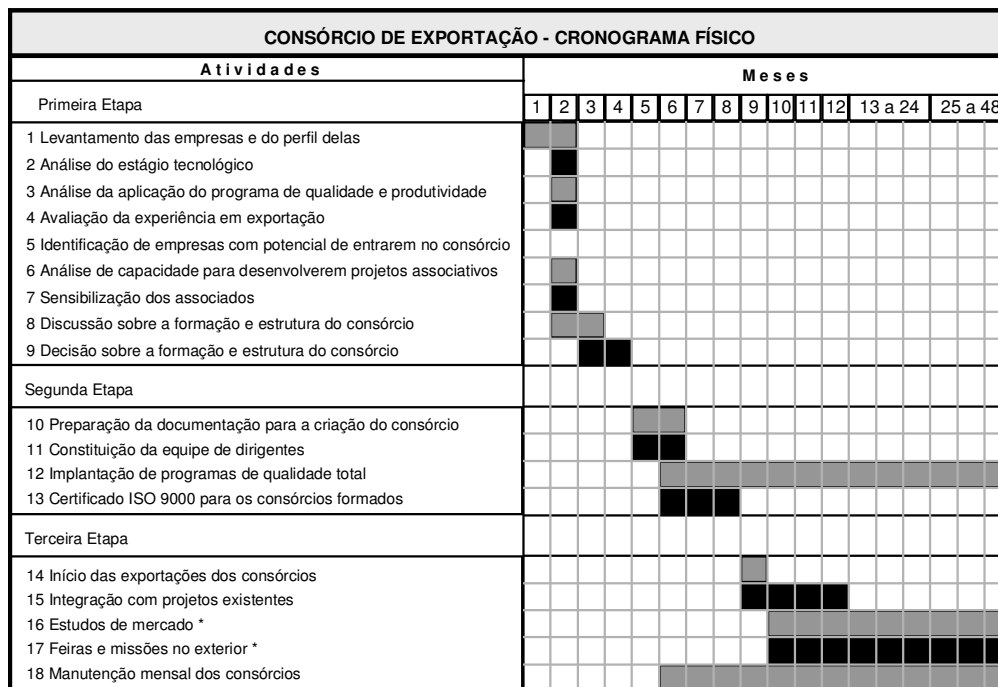 CONSÓRCIO DE EXPORTAÇÃO - CRONOGRAMA FÍSICO
Atividades
Meses
Primeira Etapa
1 2 3 4 5 6 7 8 9 10 11 12 13 a 24 25 a 48
1 Levantamento das empresas e do perfil delas
2 Análise do estágio tecnológico
3 Análise da aplicação do programa de qualidade e produtividade
4 Avaliação da experiência em exportação
5 Identificação de empresas com potencial de entrarem no consórcio
6 Análise de capacidade para desenvolverem projetos associativos
7 Sensibilização dos associados
8 Discussão sobre a formação e estrutura do consórcio
9 Decisão sobre a formação e estrutura do consórcio
Segunda Etapa
10 Preparação da documentação para a criação do consórcio
11 Constituição da equipe de dirigentes
12 Implantação de programas de qualidade total
13 Certificado ISO 9000 para os consórcios formados
Terceira Etapa
14 Início das exportações dos consórcios
15 Integração com projetos existentes
16 Estudos de mercado *
17 Feiras e missões no exterior *
18 Manutenção mensal dos consórcios